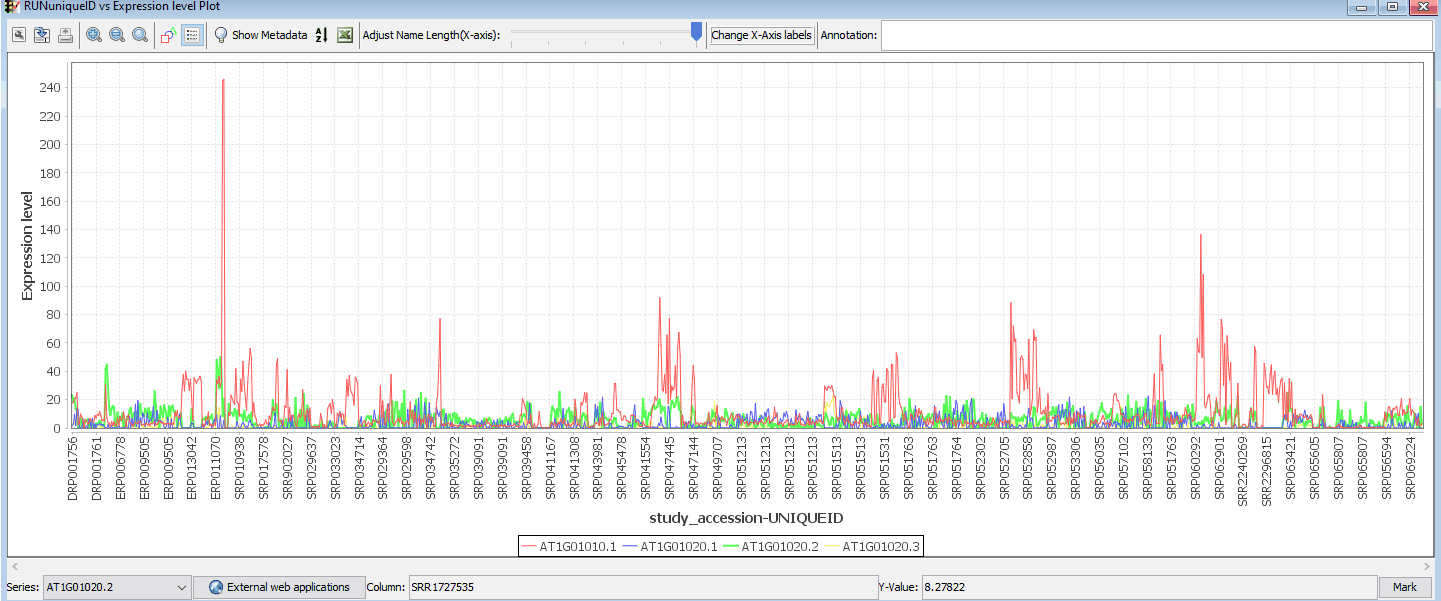 RUNuniqueID vs Expression level Plot
Show Metadata
A
Z
Adjust Name Length(X-axis):
Change X-Axis labels
Annotation:
Expression level
240
220
200
180
160
140
120
100
80
60
40
20
0
DRP001756
DRP001761
ERP006778
ERP009505
ERP009505
ERP013042
ERP011070
SRP010938
SRP017578
SRR902027
SRP029637
SRP033023
SRP034714
SRP029364
SRP029598
SRP034742
SRP035272
SRP039091
SRP039091
SRP039458
SRP041167
SRP041308
SRP043981
SRP045478
SRP041554
SRP047445
SRP047144
SRP049707
SRP051213
SRP051213
SRP051213
SRP051213
SRP051513
SRP051513
SRP051531
SRP051763
SRP051763
SRP051764
SRP052302
SRP052705
SRP052858
SRP052987
SRP053306
SRP056035
SRP057102
SRP058133
SRP051763
SRP060292
SRP062901
SRR2240269
SRR2296815
SRP063421
SRP065605
SRP065807
SRP065807
SRP056594
SRP069224
study_accession-UNIQUEID
AT1G01010.1 AT1G01020.1 AT1G01020.2 AT1G01020.3
Series: AT1G01020.2 External web applications Column: SRR1727535 Y-Value: 8.27822 Mark